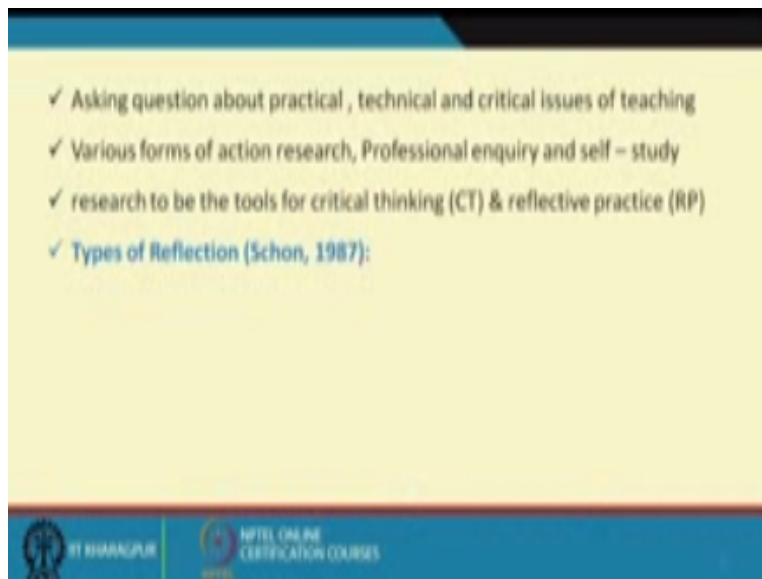 ✓ Asking question about practical , technical and critical issues of teaching
✓ Various forms of action research, Professional enquiry and self – study
✓ research to be the tools for critical thinking (CT) & reflective practice (RP)
✓ Types of Reflection (Schon, 1987):
IIT KHARAGPUR
NPTEL ONLINE
CERTIFICATION COURSES
NPTEL